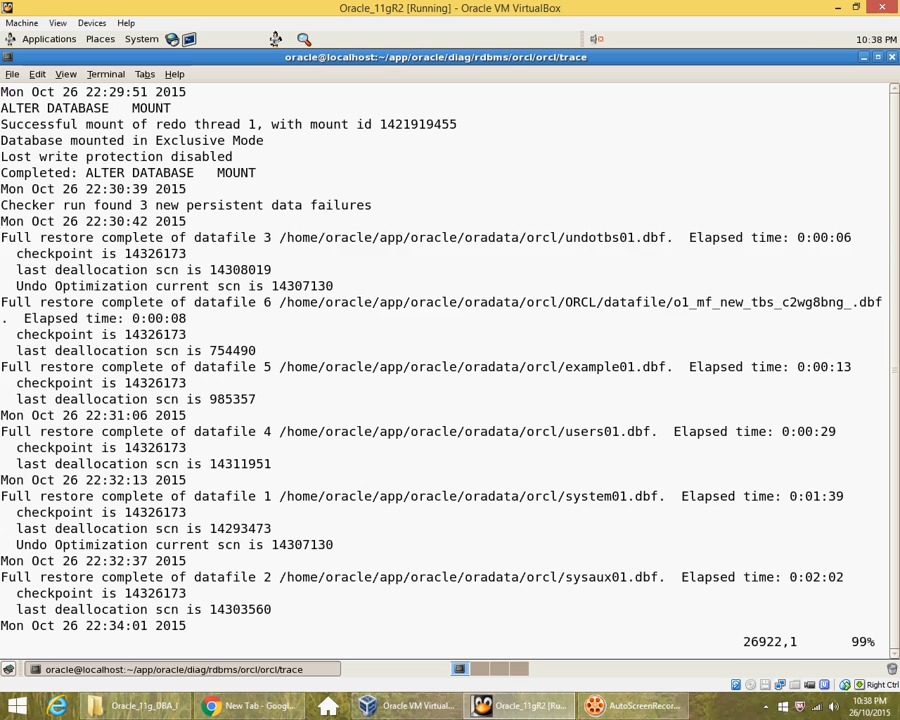 Oracle_11gR2 [Running] - Oracle VM VirtualBox
Machine View Devices Help
Applications Places System 10:38 PM
oracle@localhost:~/app/oracle/diag/rdbms/orcl/orcl/trace
File Edit View Terminal Tabs Help
Mon Oct 26 22:29:51 2015
ALTER DATABASE   MOUNT
Successful mount of redo thread 1, with mount id 1421919455
Database mounted in Exclusive Mode
Lost write protection disabled
Completed: ALTER DATABASE   MOUNT
Mon Oct 26 22:30:39 2015
Checker run found 3 new persistent data failures
Mon Oct 26 22:30:42 2015
Full restore complete of datafile 3 /home/oracle/app/oracle/oradata/orcl/undotbs01.dbf.  Elapsed time: 0:00:06
  checkpoint is 14326173
  last deallocation scn is 14308019
  Undo Optimization current scn is 14307130
Full restore complete of datafile 6 /home/oracle/app/oracle/oradata/orcl/ORCL/datafile/o1_mf_new_tbs_c2wg8bng_.dbf
.  Elapsed time: 0:00:08
  checkpoint is 14326173
  last deallocation scn is 754490
Full restore complete of datafile 5 /home/oracle/app/oracle/oradata/orcl/example01.dbf.  Elapsed time: 0:00:13
  checkpoint is 14326173
  last deallocation scn is 985357
Mon Oct 26 22:31:06 2015
Full restore complete of datafile 4 /home/oracle/app/oracle/oradata/orcl/users01.dbf.  Elapsed time: 0:00:29
  checkpoint is 14326173
  last deallocation scn is 14311951
Mon Oct 26 22:32:13 2015
Full restore complete of datafile 1 /home/oracle/app/oracle/oradata/orcl/system01.dbf.  Elapsed time: 0:01:39
  checkpoint is 14326173
  last deallocation scn is 14293473
  Undo Optimization current scn is 14307130
Mon Oct 26 22:32:37 2015
Full restore complete of datafile 2 /home/oracle/app/oracle/oradata/orcl/sysaux01.dbf.  Elapsed time: 0:02:02
  checkpoint is 14326173
  last deallocation scn is 14303560
Mon Oct 26 22:34:01 2015
26922,1 99%
oracle@localhost:~/app/oracle/diag/rdbms/orcl/orcl/trace
Right Ctrl
Oracle_11g_DBA_I New Tab - Google... Oracle VM Virtual... Oracle_11gR2 [Ru... AutoScreenRecor... 10:38 PM
26/10/2015